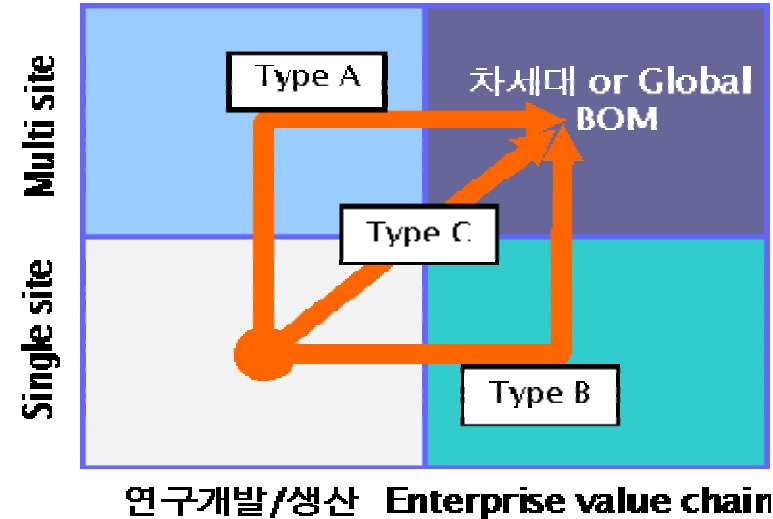 Multi site
Type A
차세대 or Global
BOM
Type C
Single site
Type B
연구개발/생산 Enterprise value chain